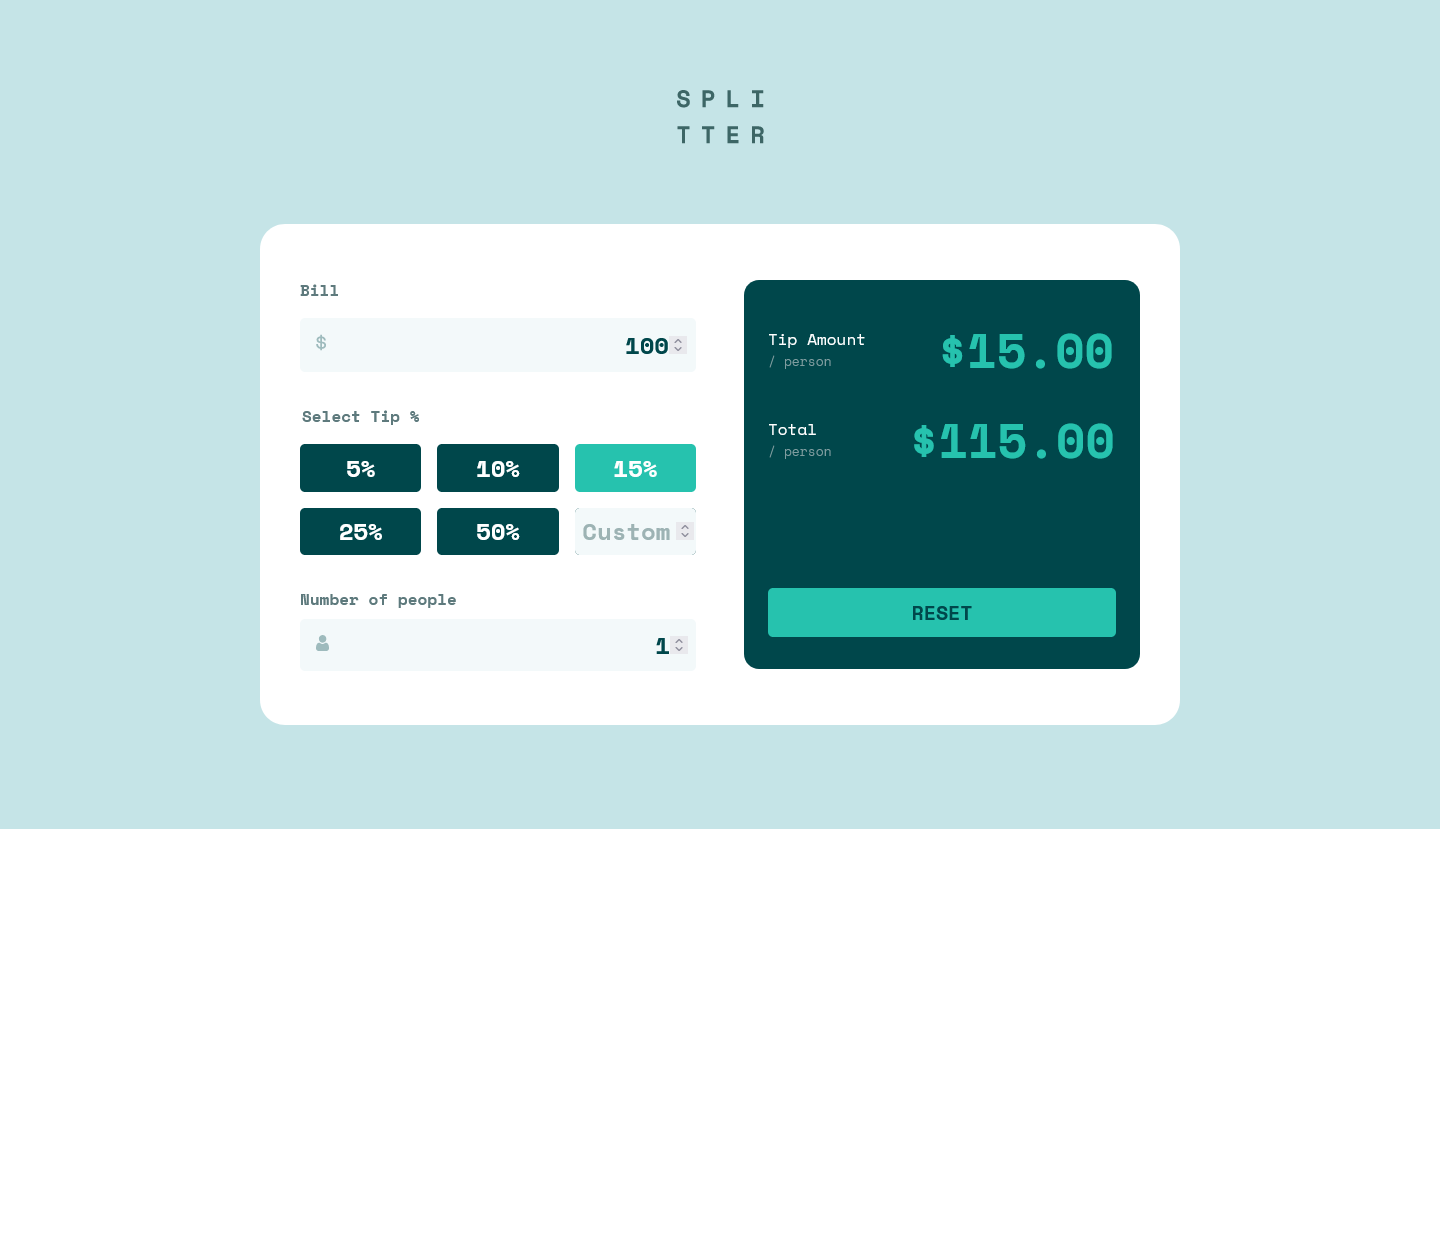 SPLI
TTER
Bill
$
100
Select Tip %
5%
10%
15%
25%
50%
Custom
Number of people
1
Tip Amount
/ person
$15.00
Total
/ person
$115.00
RESET